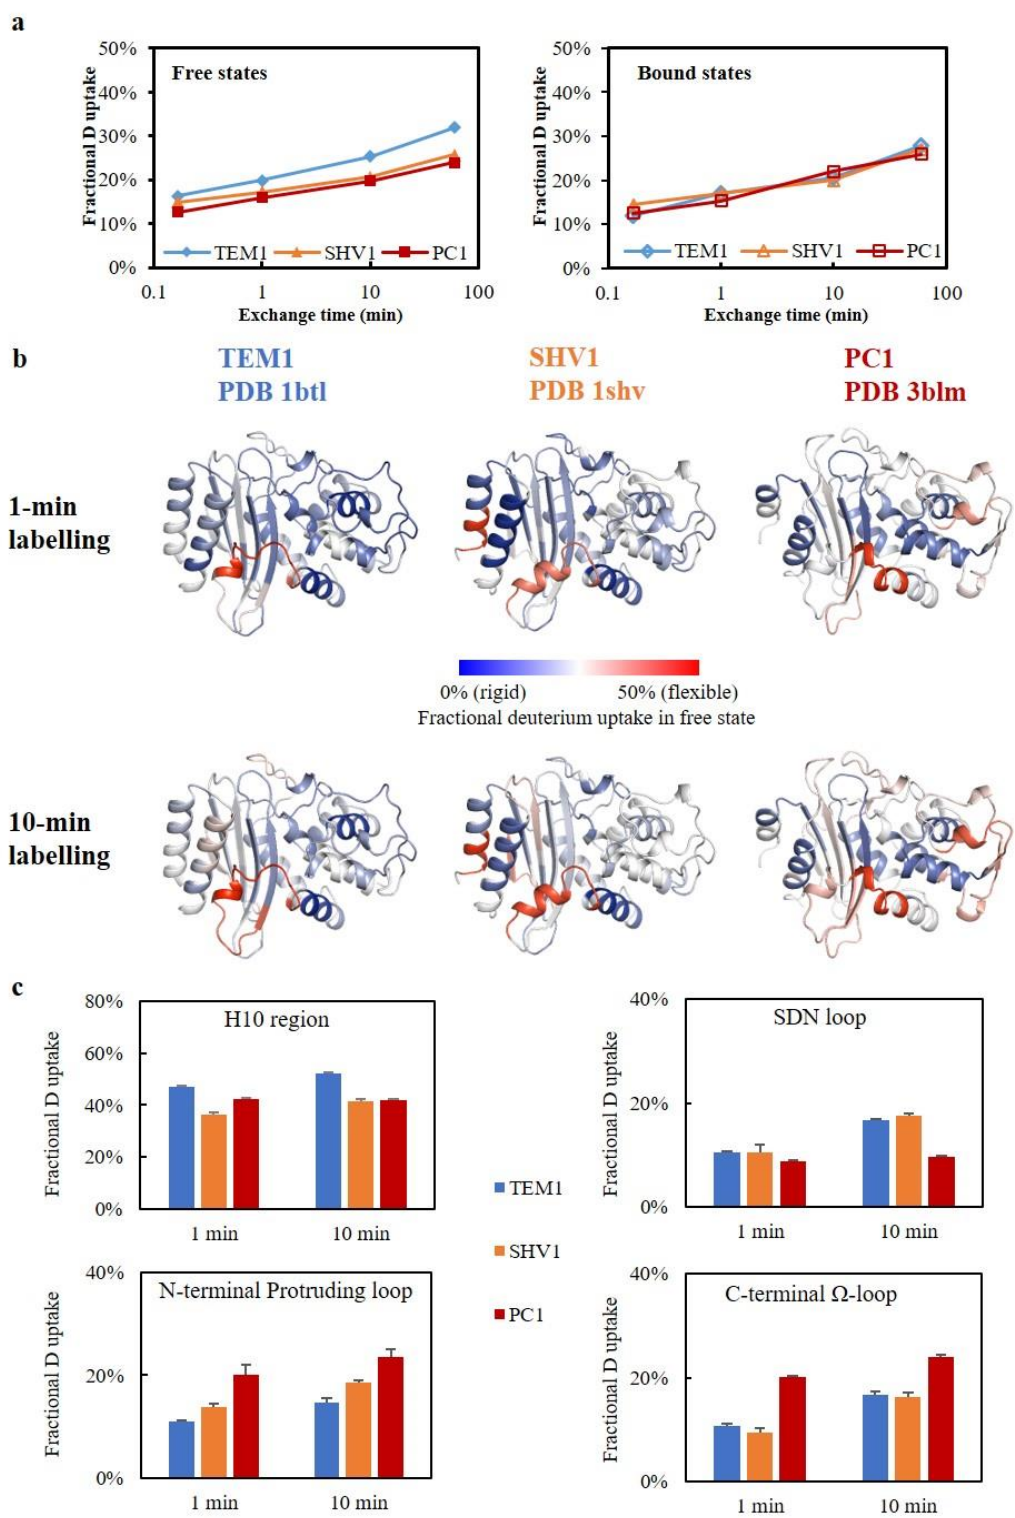 a
50%
40%
30%
20%
10%
0%
Fractional D uptake
Free states
TEM1 SHV1 PC1
0.1 1 10 100
Exchange time (min)
50%
40%
30%
20%
10%
0%
Fractional D uptake
Bound states
TEM1 SHV1 PC1
0.1 1 10 100
Exchange time (min)
b
TEM1
PDB 1btl
SHV1
PDB 1shv
PC1
PDB 3blm
1-min
labelling
0% (rigid) 50% (flexible)
Fractional deuterium uptake in free state
10-min
labelling
c
80%
60%
40%
20%
0%
Fractional D uptake
H10 region
1 min 10 min
40%
20%
0%
Fractional D uptake
SDN loop
1 min 10 min
TEM1
SHV1
PC1
40%
20%
0%
Fractional D uptake
N-terminal Protruding loop
1 min 10 min
40%
20%
0%
Fractional D uptake
C-terminal Ω-loop
1 min 10 min